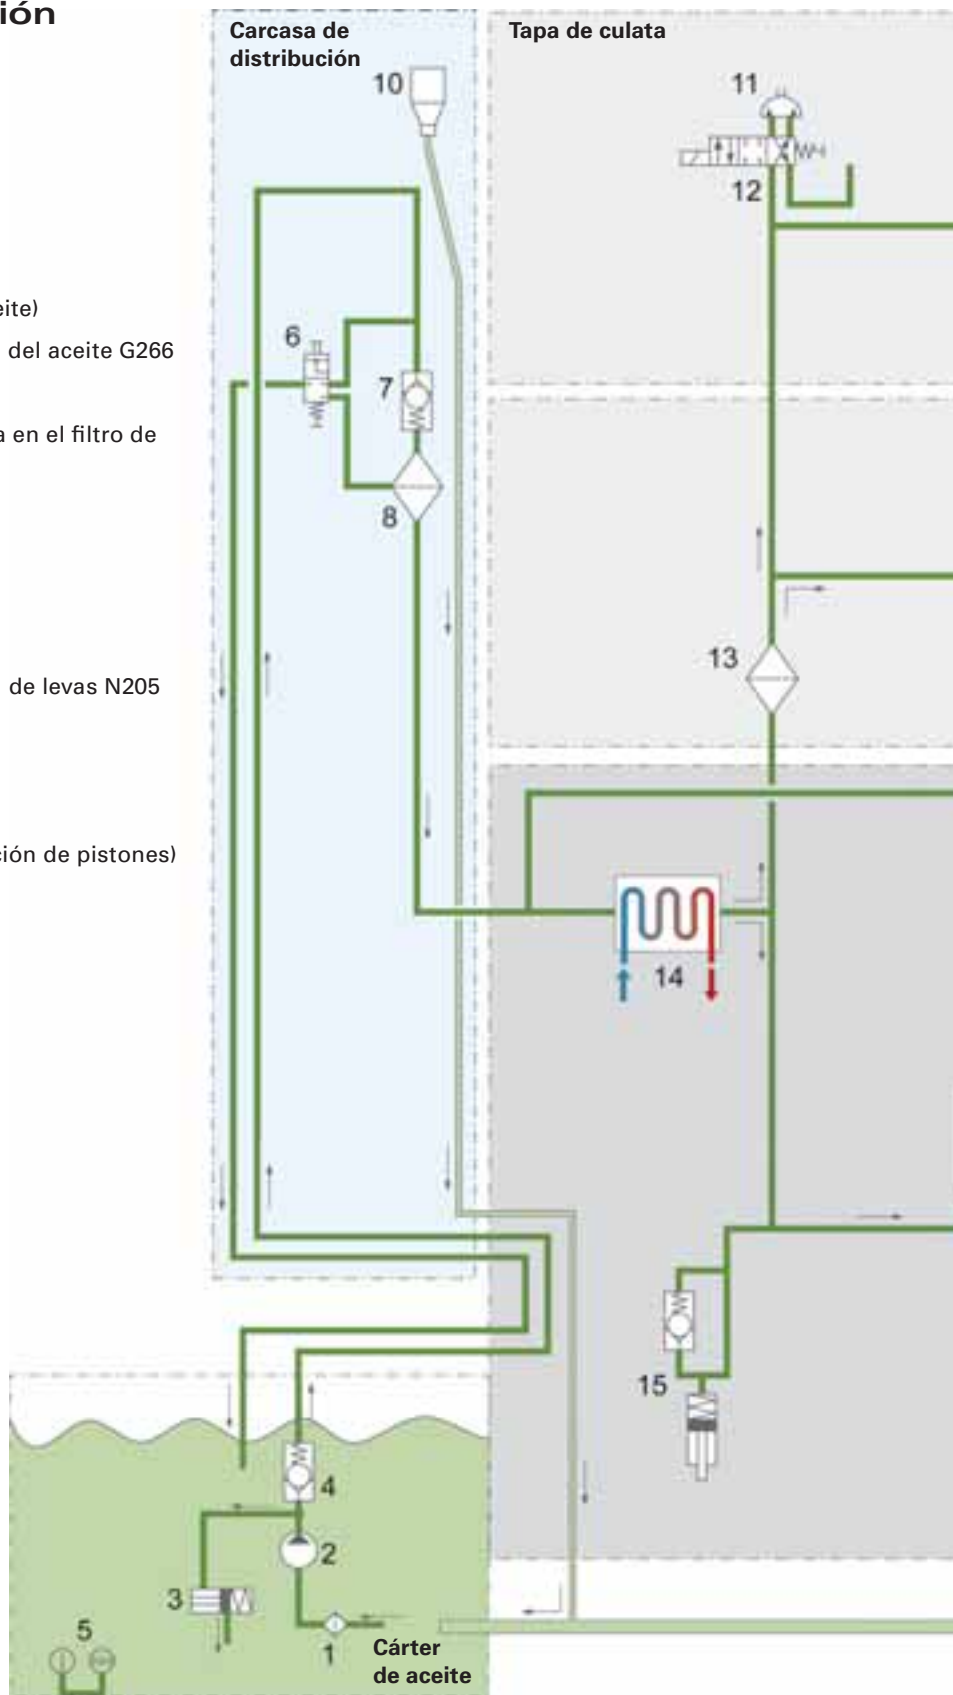 ión
Carcasa de
distribución
Tapa de culata
10
11
12
eite)
6
del aceite G266
7
a en el filtro de
8
13
de levas N205
ción de pistones)
14
15
4
2
3
5
1
Cárter
de aceite